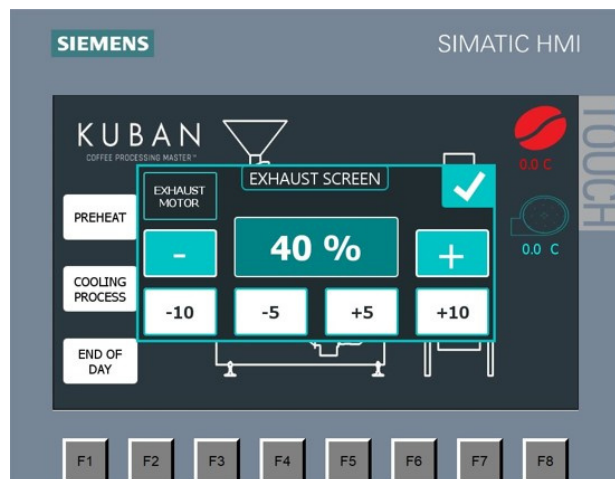 SIEMENS
SIMATIC HMI
TOUCH
KUBAN
COFFEE PROCESSING MASTER™
0.0 C
EXHAUST SCREEN
EXHAUST
MOTOR
PREHEAT
-
40 %
+
0.0 C
COOLING
PROCESS
-10
-5
+5
+10
END OF
DAY
F1
F2
F3
F4
F5
F6
F7
F8